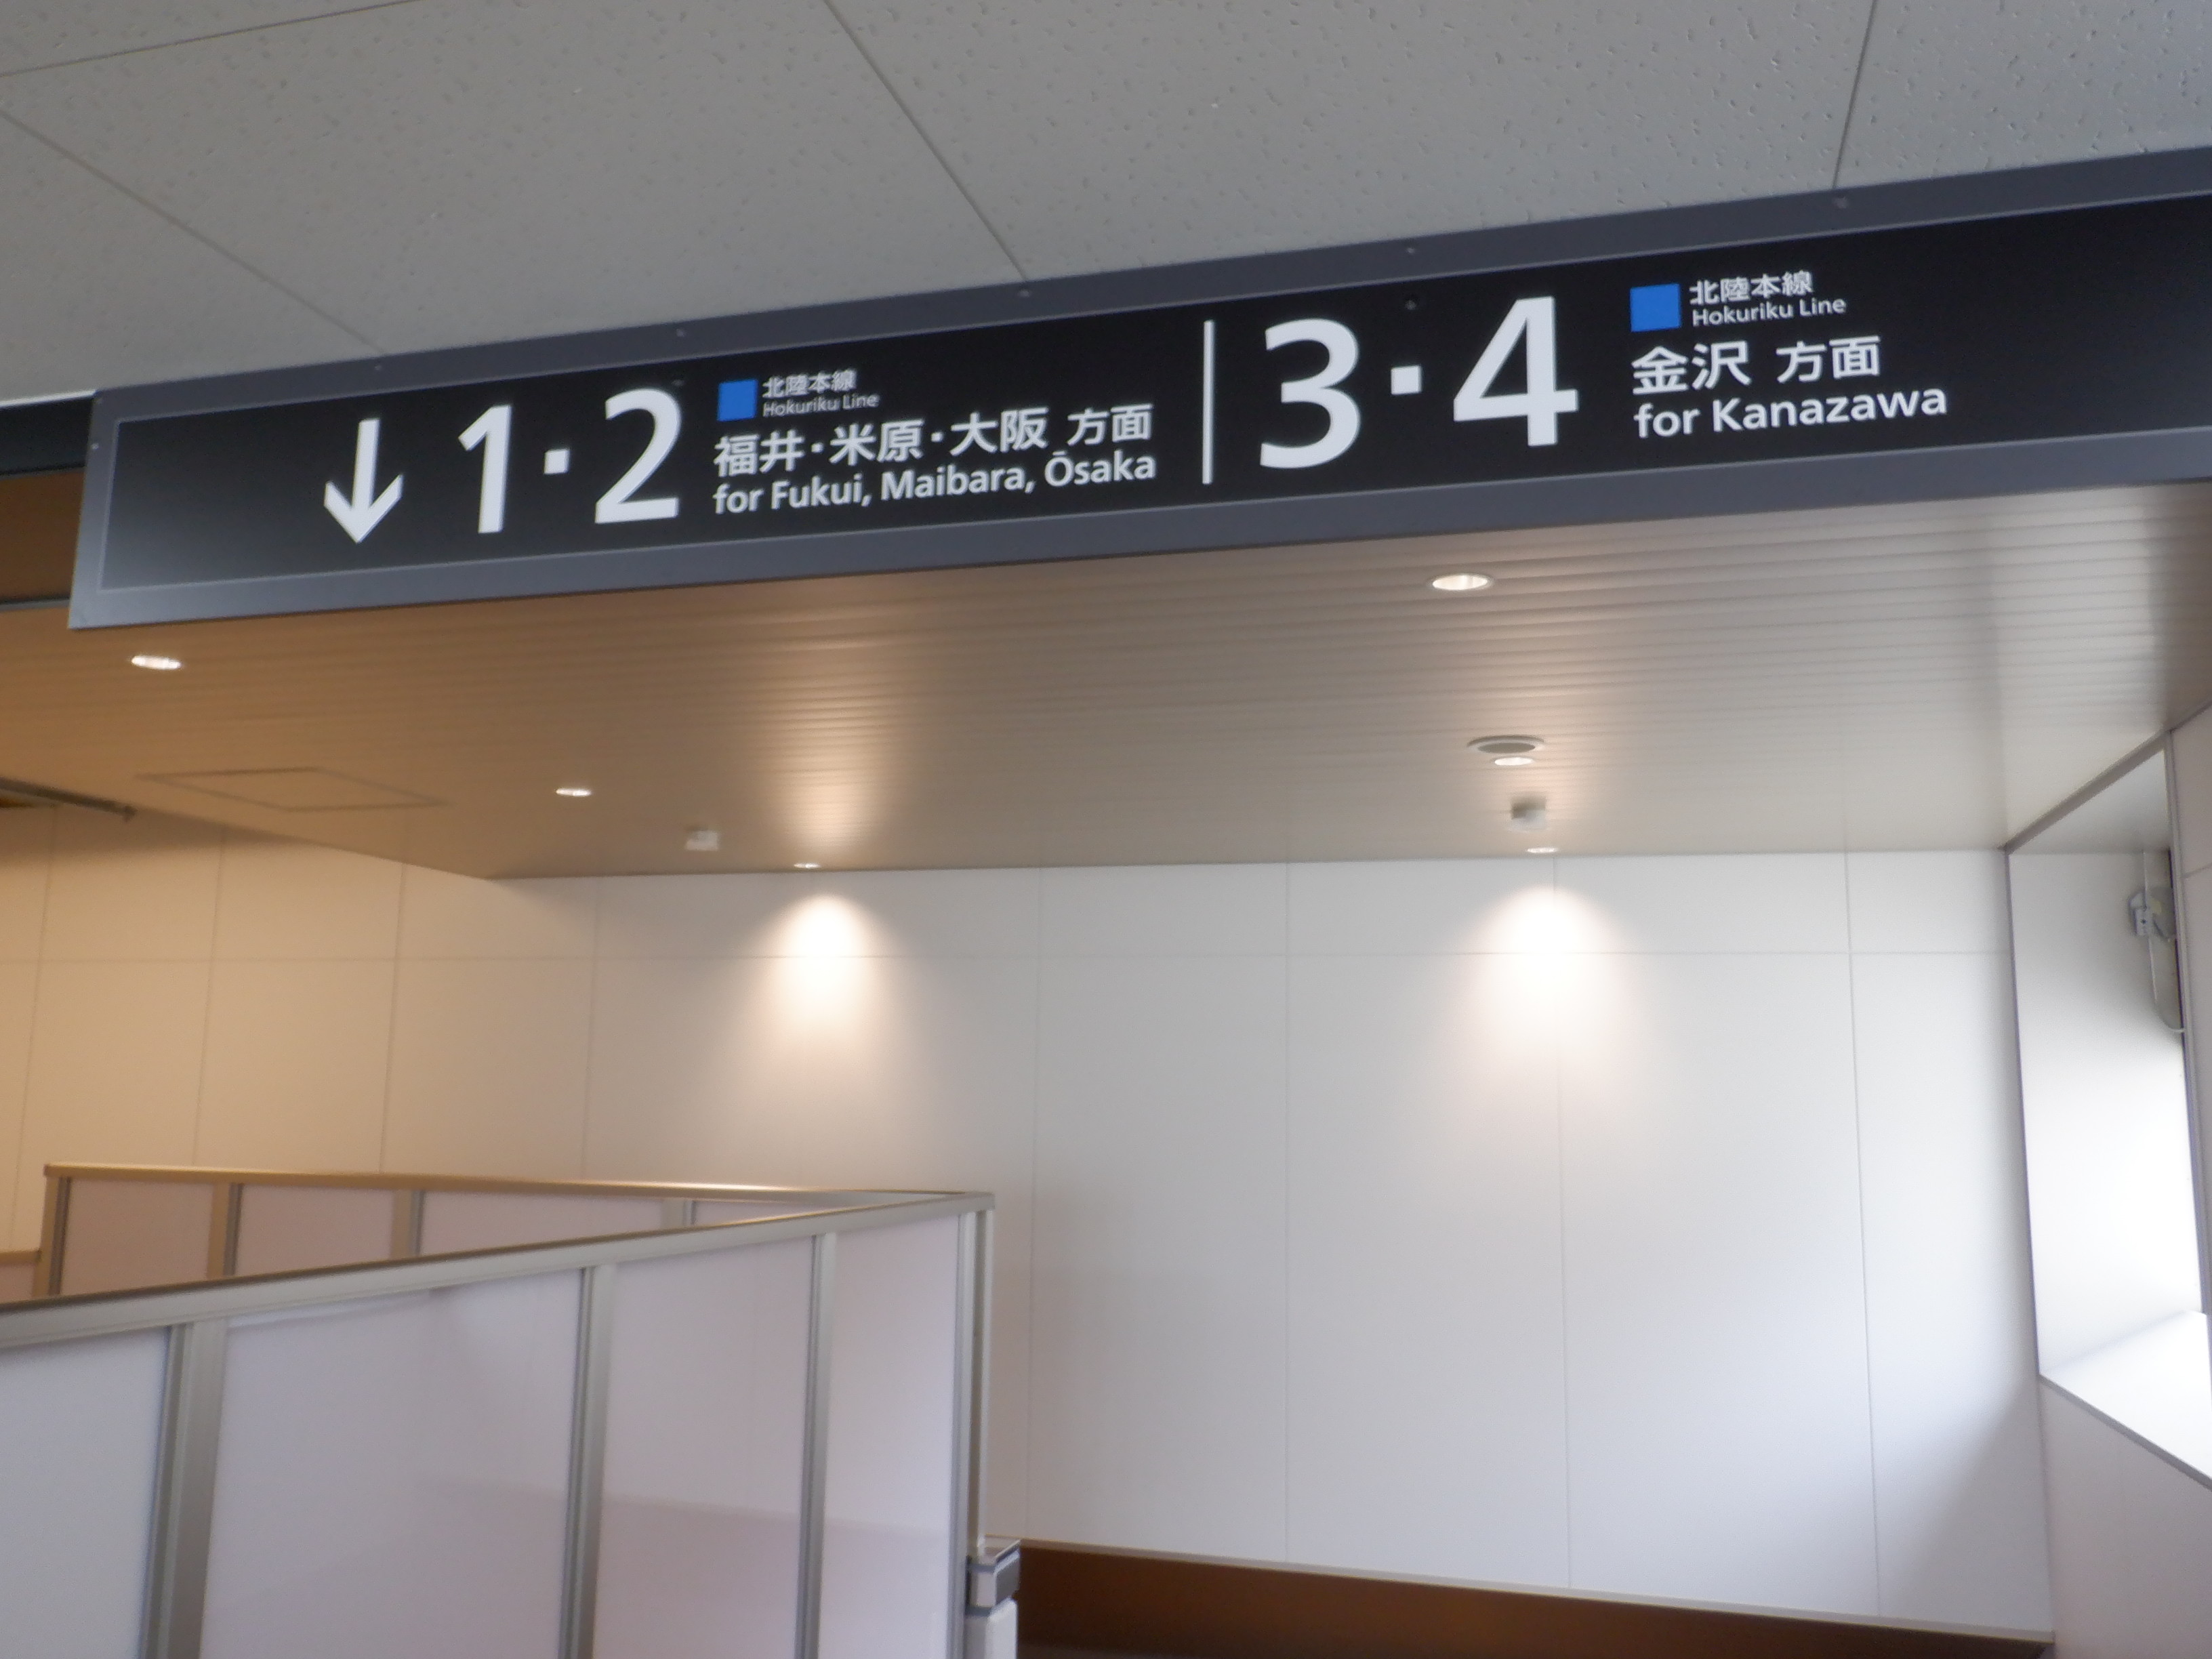 ↓ 1・2
北陸本線
Hokuriku Line
福井・米原・大阪 方面
for Fukui, Maibara, Ōsaka
3・4
北陸本線
Hokuriku Line
金沢 方面
for Kanazawa